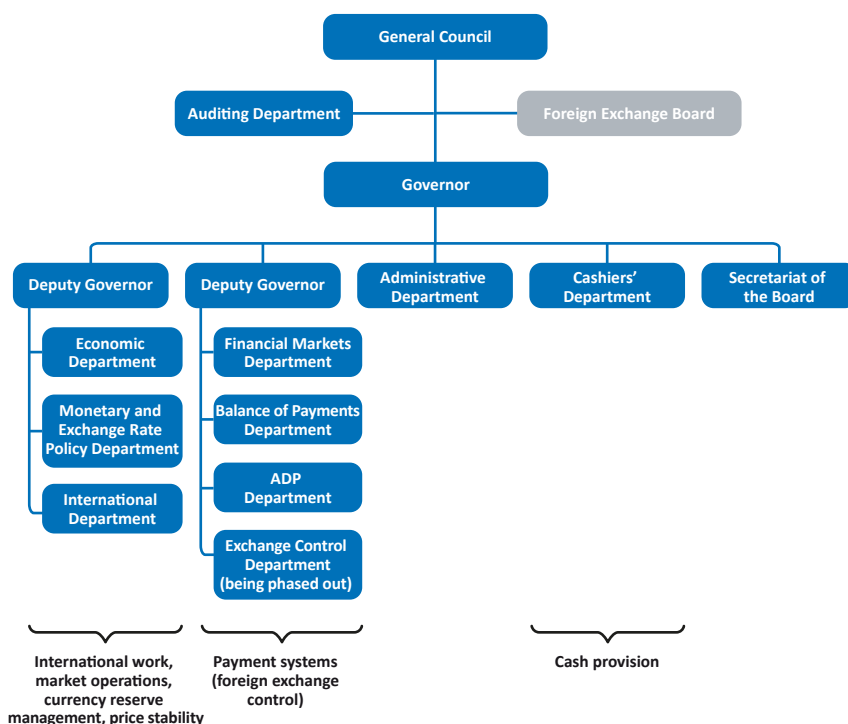 General Council
Auditing Department
Foreign Exchange Board
Governor
Deputy Governor
Deputy Governor
Administrative
Department
Cashiers’
Department
Secretariat of
the Board
Economic
Department
Monetary and
Exchange Rate
Policy Department
International
Department
Financial Markets
Department
Balance of Payments
Department
ADP
Department
Exchange Control
Department
(being phased out)
International work,
market operations,
currency reserve
management, price stability
Payment systems
(foreign exchange
control)
Cash provision